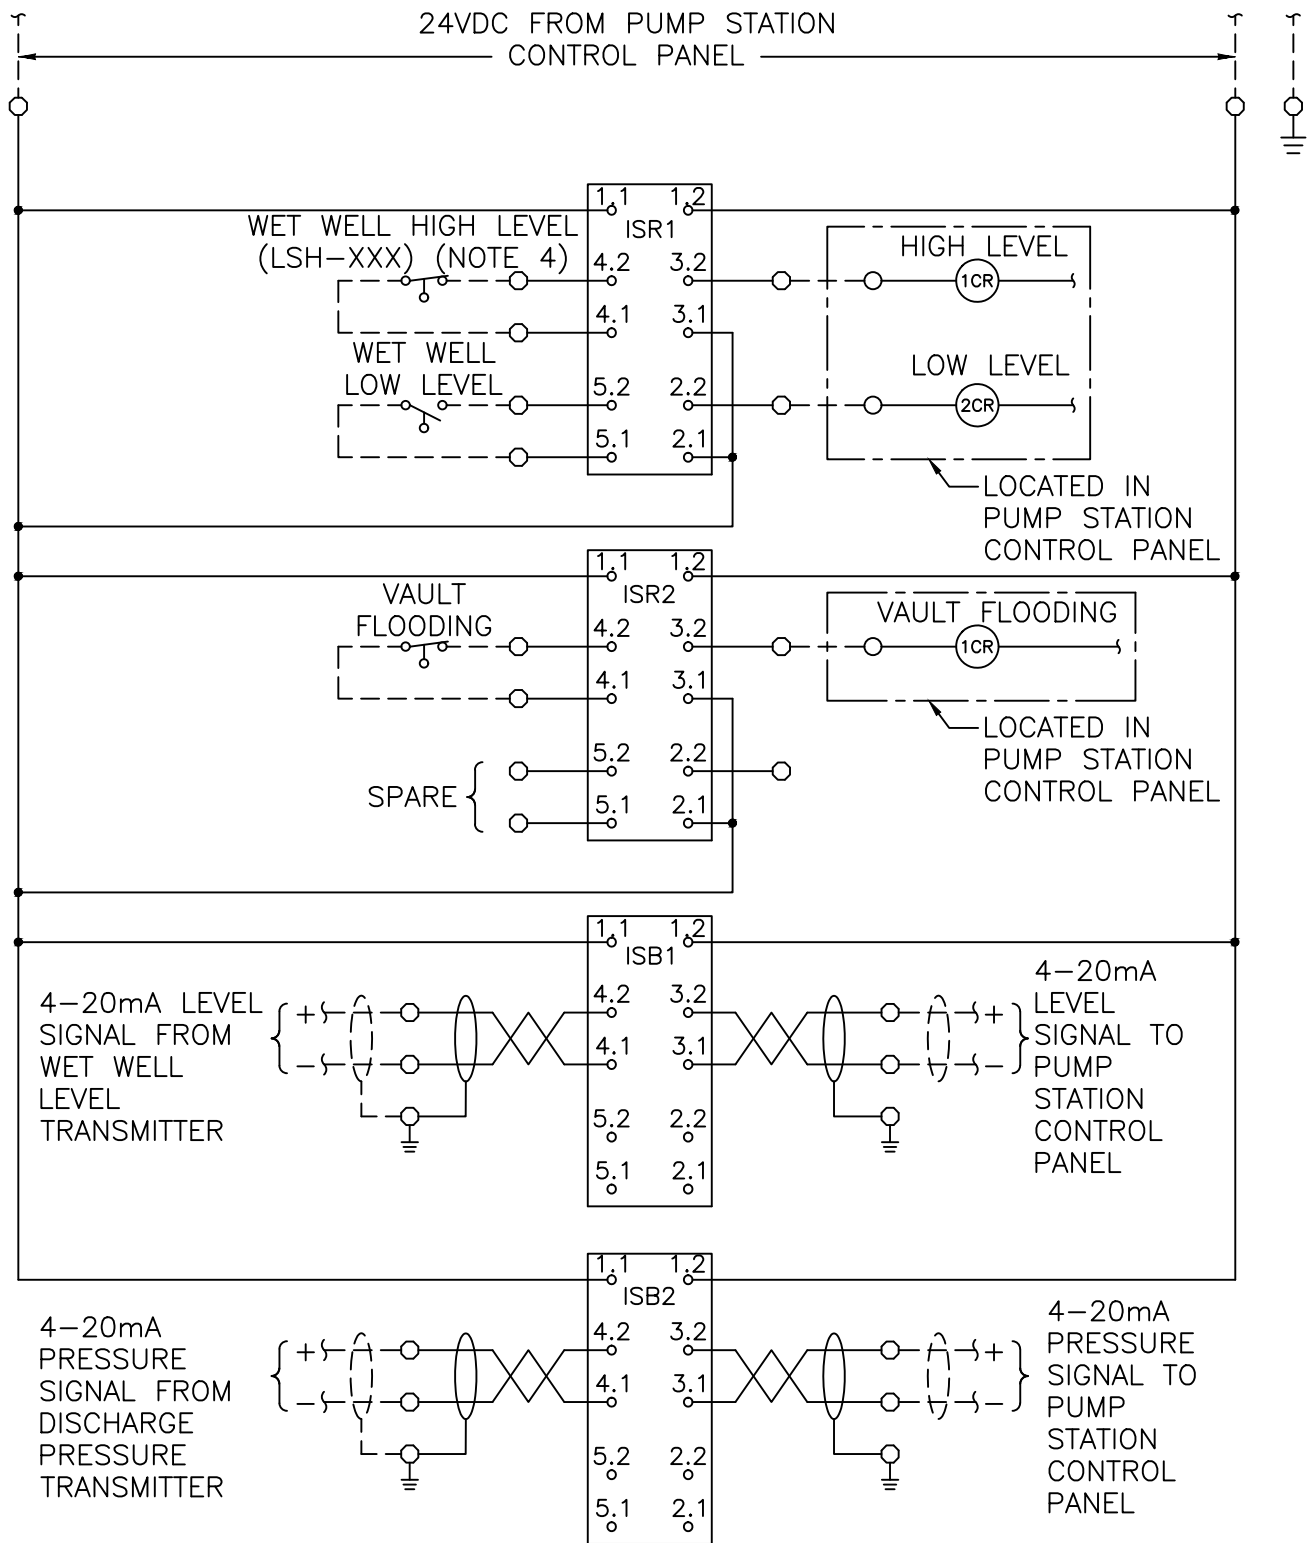 24VDC FROM PUMP STATION
CONTROL PANEL
1.1 1.2
ISR1
WET WELL HIGH LEVEL
(LSH-XXX) (NOTE 4)
4.2 3.2
HIGH LEVEL
1CR
4.1 3.1
WET WELL
LOW LEVEL
5.2 2.2
LOW LEVEL
2CR
5.1 2.1
LOCATED IN
PUMP STATION
CONTROL PANEL
1.1 1.2
ISR2
VAULT
FLOODING
4.2 3.2
VAULT FLOODING
1CR
4.1 3.1
LOCATED IN
PUMP STATION
CONTROL PANEL
5.2 2.2
SPARE
5.1 2.1
1.1 1.2
ISB1
4-20mA LEVEL
SIGNAL FROM
WET WELL
LEVEL
TRANSMITTER
+
-
4.2 3.2
4.1 3.1
5.2 2.2
5.1 2.1
+
-
4-20mA
LEVEL
SIGNAL TO
PUMP
STATION
CONTROL
PANEL
1.1 1.2
ISB2
4-20mA
PRESSURE
SIGNAL FROM
DISCHARGE
PRESSURE
TRANSMITTER
+
-
4.2 3.2
4.1 3.1
5.2 2.2
5.1 2.1
+
-
4-20mA
PRESSURE
SIGNAL TO
PUMP
STATION
CONTROL
PANEL